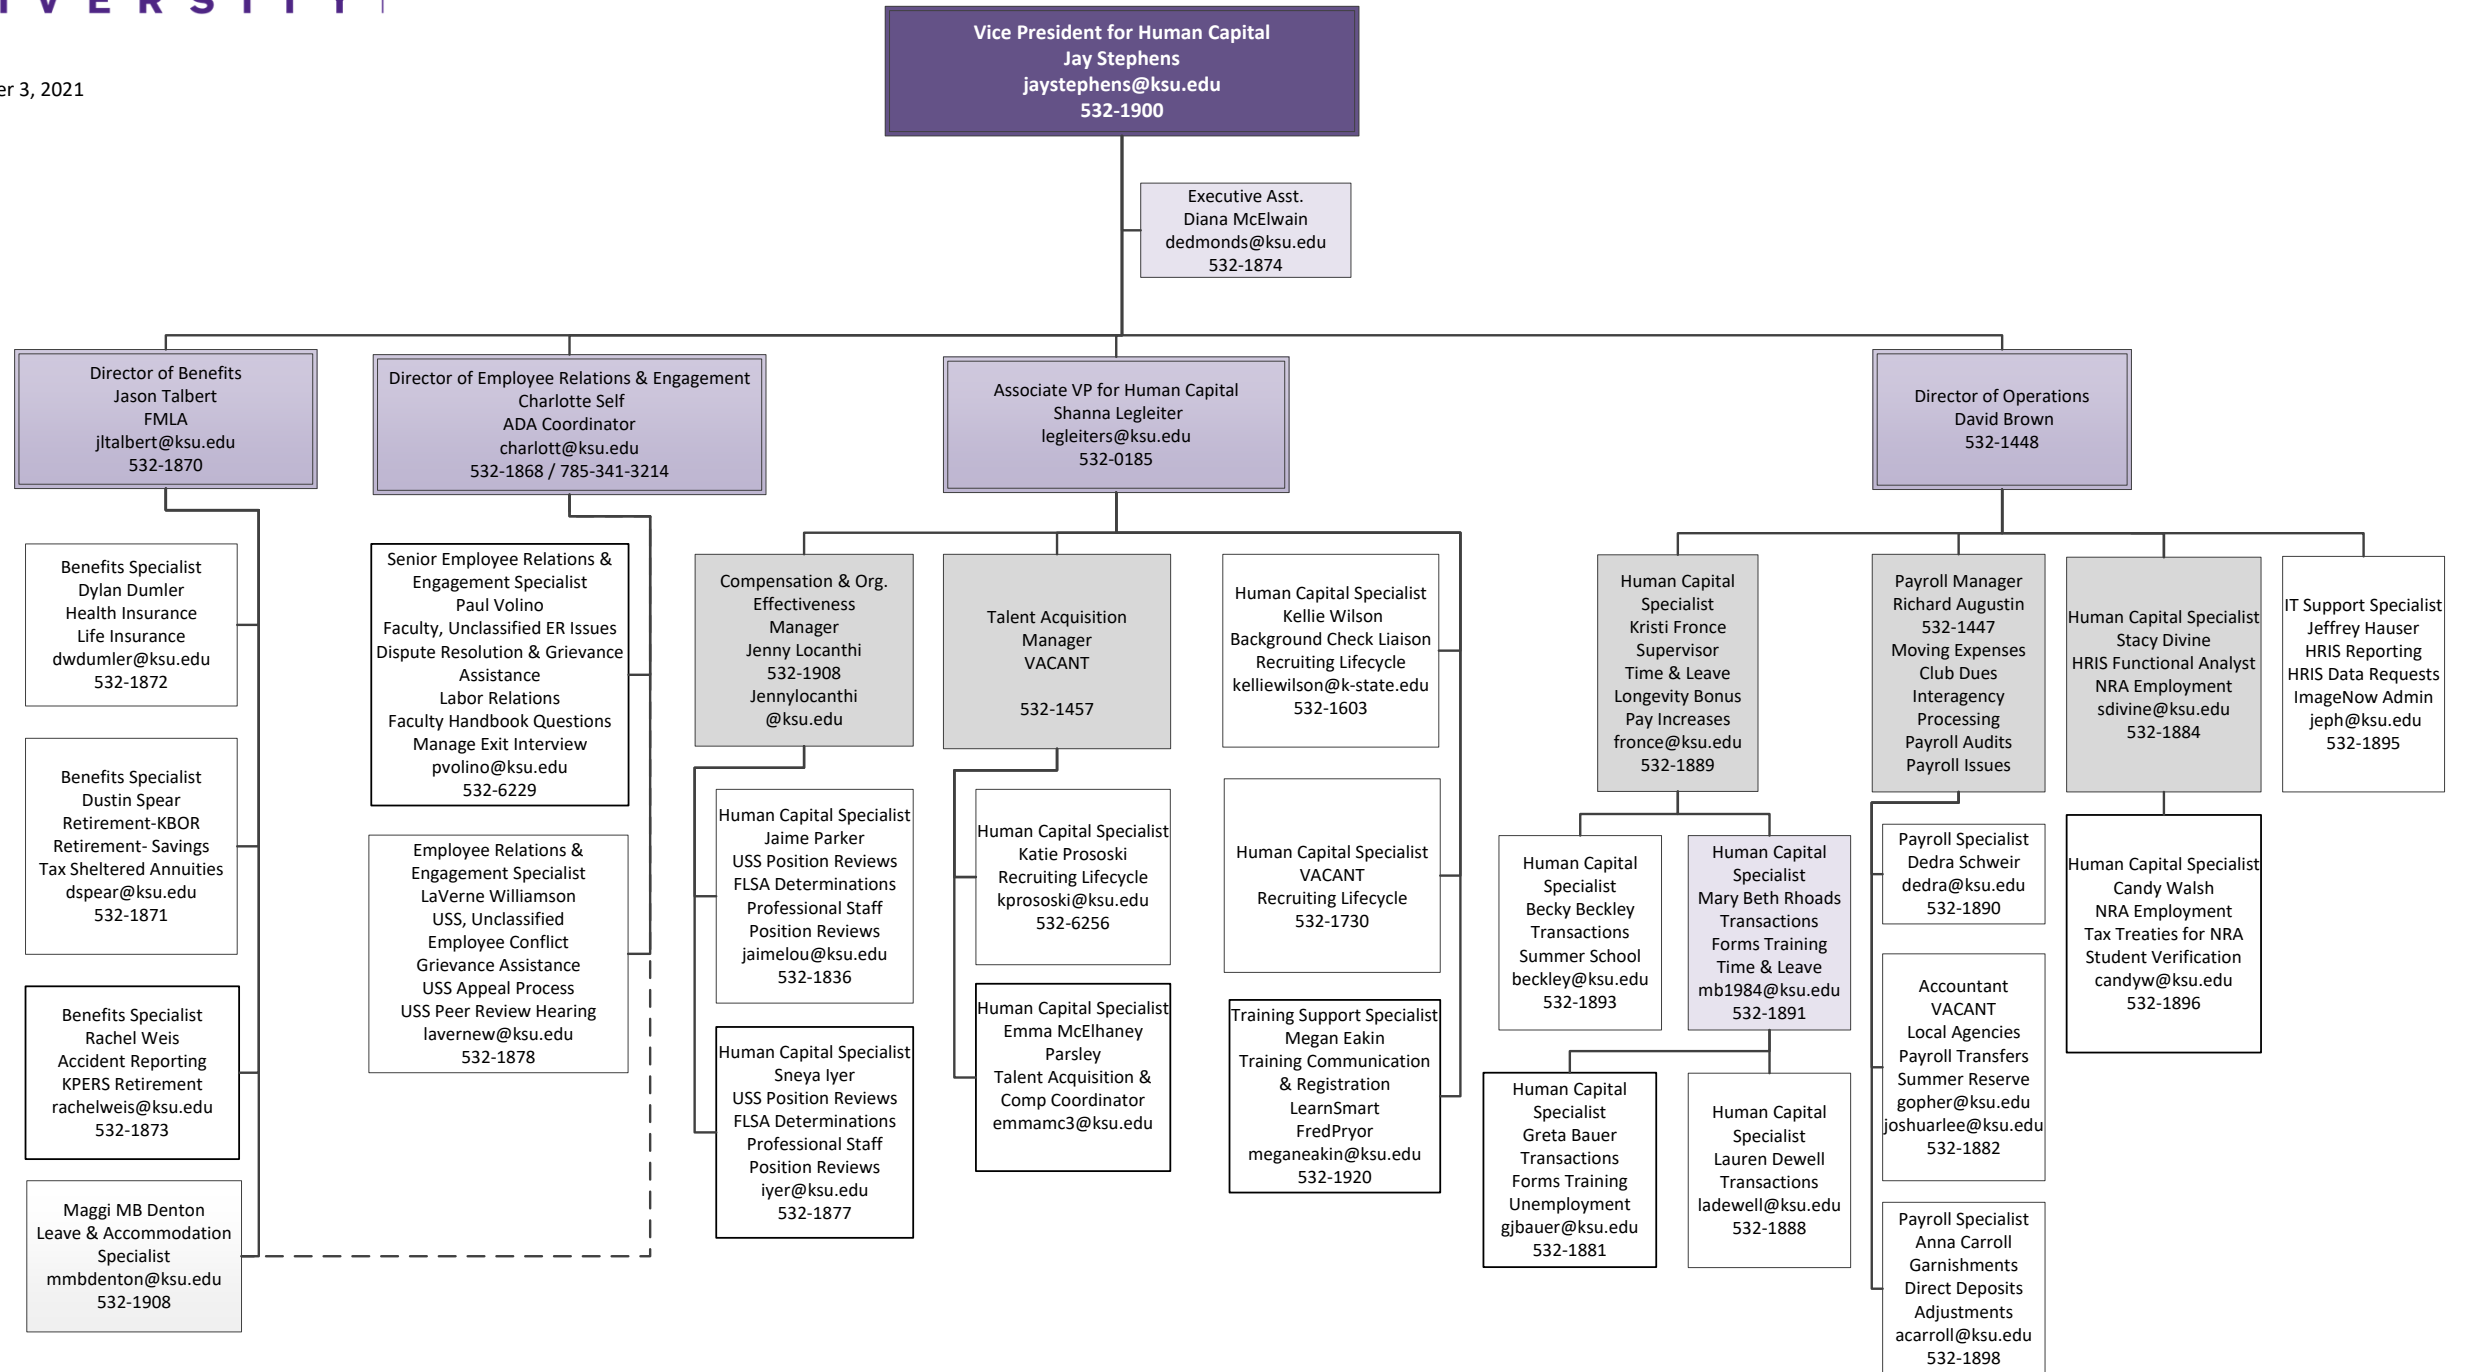 VERSITY
er 3, 2021
Vice President for Human Capital
Jay Stephens
jaystephens@ksu.edu
532-1900
Executive Asst.
Diana McElwain
dedmonds@ksu.edu
532-1874
Director of Benefits
Jason Talbert
FMLA
jltalbert@ksu.edu
532-1870
Director of Employee Relations & Engagement
Charlotte Self
ADA Coordinator
charlott@ksu.edu
532-1868 / 785-341-3214
Associate VP for Human Capital
Shanna Legleiter
legleiters@ksu.edu
532-0185
Director of Operations
David Brown
532-1448
Benefits Specialist
Dylan Dumler
Health Insurance
Life Insurance
dwdumler@ksu.edu
532-1872
Benefits Specialist
Dustin Spear
Retirement-KBOR
Retirement- Savings
Tax Sheltered Annuities
dspear@ksu.edu
532-1871
Benefits Specialist
Rachel Weis
Accident Reporting
KPERS Retirement
rachelweis@ksu.edu
532-1873
Maggi MB Denton
Leave & Accommodation
Specialist
mmbdenton@ksu.edu
532-1908
Senior Employee Relations &
Engagement Specialist
Paul Volino
Faculty, Unclassified ER Issues
Dispute Resolution & Grievance
Assistance
Labor Relations
Faculty Handbook Questions
Manage Exit Interview
pvolino@ksu.edu
532-6229
Employee Relations &
Engagement Specialist
LaVerne Williamson
USS, Unclassified
Employee Conflict
Grievance Assistance
USS Appeal Process
USS Peer Review Hearing
lavernew@ksu.edu
532-1878
Compensation & Org.
Effectiveness
Manager
Jenny Locanthi
532-1908
Jennylocanthi
@ksu.edu
Human Capital Specialist
Jaime Parker
USS Position Reviews
FLSA Determinations
Professional Staff
Position Reviews
jaimelou@ksu.edu
532-1836
Human Capital Specialist
Sneya Iyer
USS Position Reviews
FLSA Determinations
Professional Staff
Position Reviews
iyer@ksu.edu
532-1877
Talent Acquisition
Manager
VACANT
532-1457
Human Capital Specialist
Katie Prososki
Recruiting Lifecycle
kprososki@ksu.edu
532-6256
Human Capital Specialist
Emma McElhaney
Parsley
Talent Acquisition &
Comp Coordinator
emmamc3@ksu.edu
Human Capital Specialist
Kellie Wilson
Background Check Liaison
Recruiting Lifecycle
kelliewilson@k-state.edu
532-1603
Human Capital Specialist
VACANT
Recruiting Lifecycle
532-1730
Training Support Specialist
Megan Eakin
Training Communication
& Registration
LearnSmart
FredPryor
meganeakin@ksu.edu
532-1920
Human Capital
Specialist
Kristi Fronce
Supervisor
Time & Leave
Longevity Bonus
Pay Increases
fronce@ksu.edu
532-1889
Human Capital
Specialist
Becky Beckley
Transactions
Summer School
beckley@ksu.edu
532-1893
Human Capital
Specialist
Mary Beth Rhoads
Transactions
Forms Training
Time & Leave
mb1984@ksu.edu
532-1891
Human Capital
Specialist
Greta Bauer
Transactions
Forms Training
Unemployment
gjbauer@ksu.edu
532-1881
Human Capital
Specialist
Lauren Dewell
Transactions
ladewell@ksu.edu
532-1888
Payroll Manager
Richard Augustin
532-1447
Moving Expenses
Club Dues
Interagency
Processing
Payroll Audits
Payroll Issues
Payroll Specialist
Dedra Schweir
dedra@ksu.edu
532-1890
Accountant
VACANT
Local Agencies
Payroll Transfers
Summer Reserve
gopher@ksu.edu
joshuarlee@ksu.edu
532-1882
Payroll Specialist
Anna Carroll
Garnishments
Direct Deposits
Adjustments
acarroll@ksu.edu
532-1898
Human Capital Specialist
Stacy Divine
HRIS Functional Analyst
NRA Employment
sdivine@ksu.edu
532-1884
Human Capital Specialist
Candy Walsh
NRA Employment
Tax Treaties for NRA
Student Verification
candyw@ksu.edu
532-1896
IT Support Specialist
Jeffrey Hauser
HRIS Reporting
HRIS Data Requests
ImageNow Admin
jeph@ksu.edu
532-1895